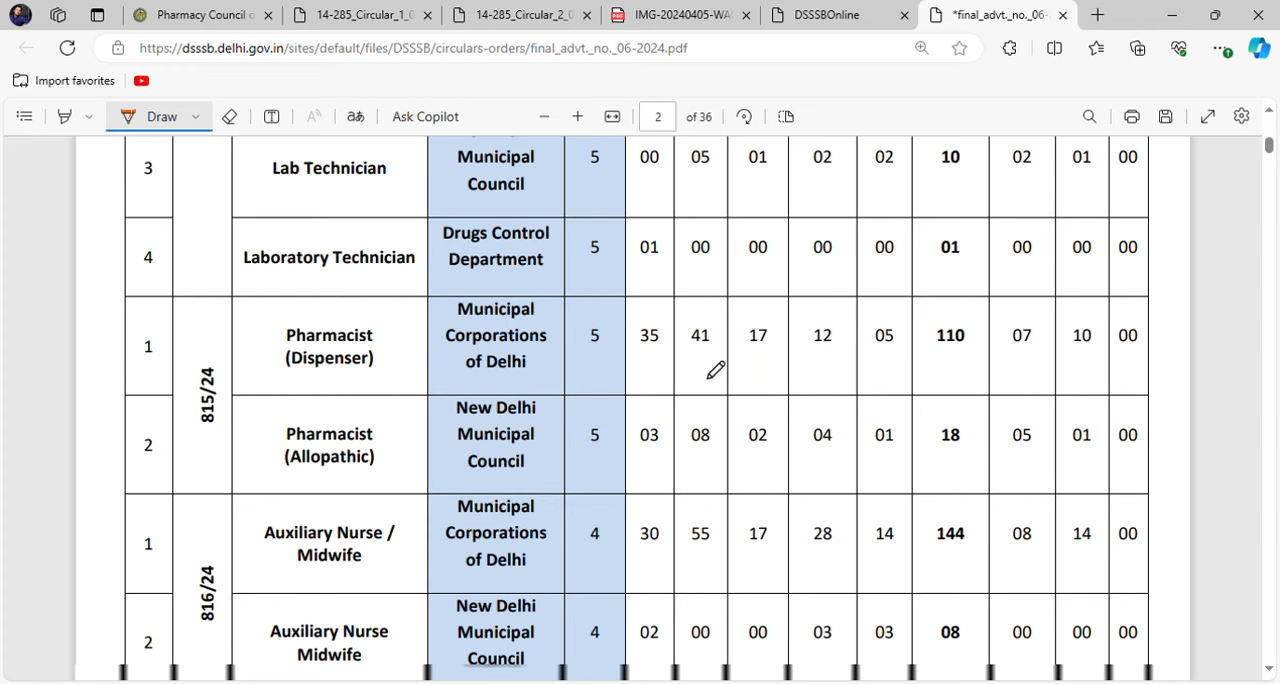 Pharmacy Council o
14-285_Circular_1_0
14-285_Circular_2_0
IMG-20240405-WA
DSSSBOnline
*final_advt._no._06-
https://dsssb.delhi.gov.in/sites/default/files/DSSSB/circulars-orders/final_advt._no._06-2024.pdf
Import favorites
Draw
aあ
Ask Copilot
2 of 36
3 Lab Technician Municipal Council 5 00 05 01 02 02 10 02 01 00
4 Laboratory Technician Drugs Control Department 5 01 00 00 00 00 01 00 00 00
815/24
1 Pharmacist (Dispenser) Municipal Corporations of Delhi 5 35 41 17 12 05 110 07 10 00
2 Pharmacist (Allopathic) New Delhi Municipal Council 5 03 08 02 04 01 18 05 01 00
816/24
1 Auxiliary Nurse / Midwife Municipal Corporations of Delhi 4 30 55 17 28 14 144 08 14 00
2 Auxiliary Nurse Midwife New Delhi Municipal Council 4 02 00 00 03 03 08 00 00 00